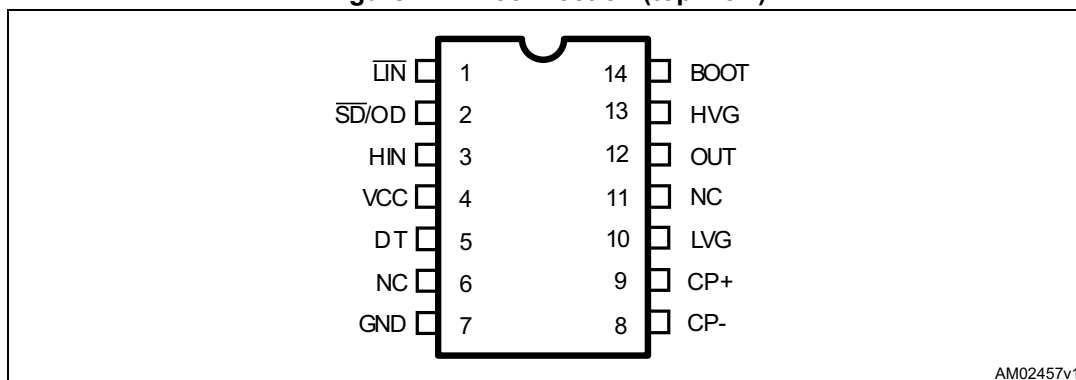 LIN 1 14 BOOT
SD/OD 2 13 HVG
HIN 3 12 OUT
VCC 4 11 NC
DT 5 10 LVG
NC 6 9 CP+
GND 7 8 CP-
AM02457v1